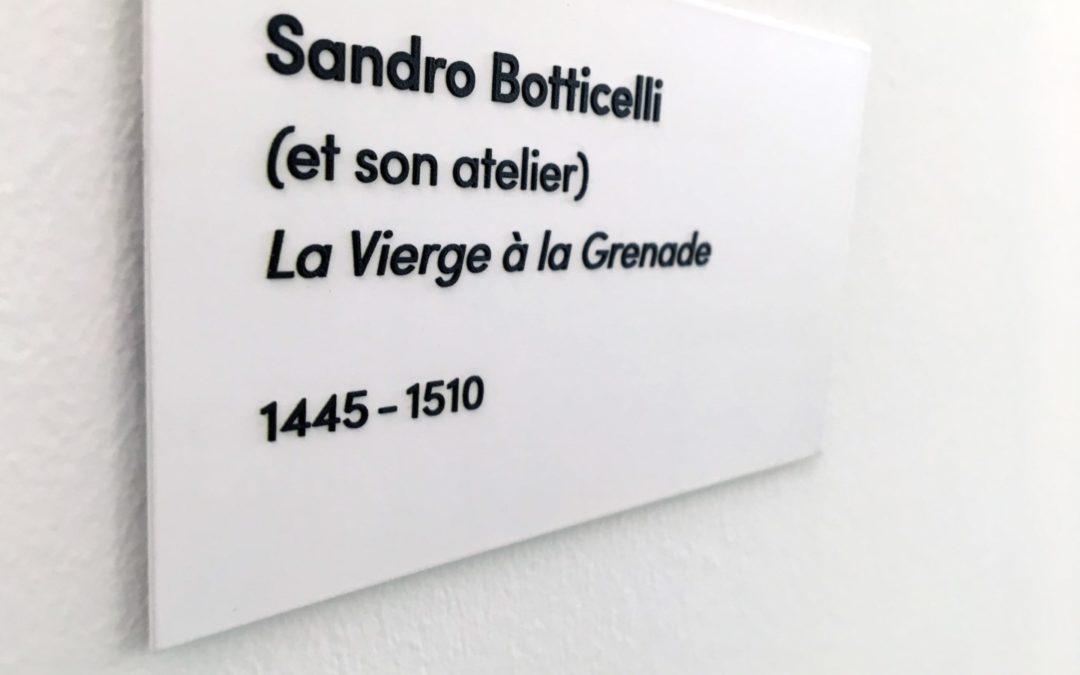 Sandro Botticelli
(et son atelier)
La Vierge à la Grenade
1445 – 1510